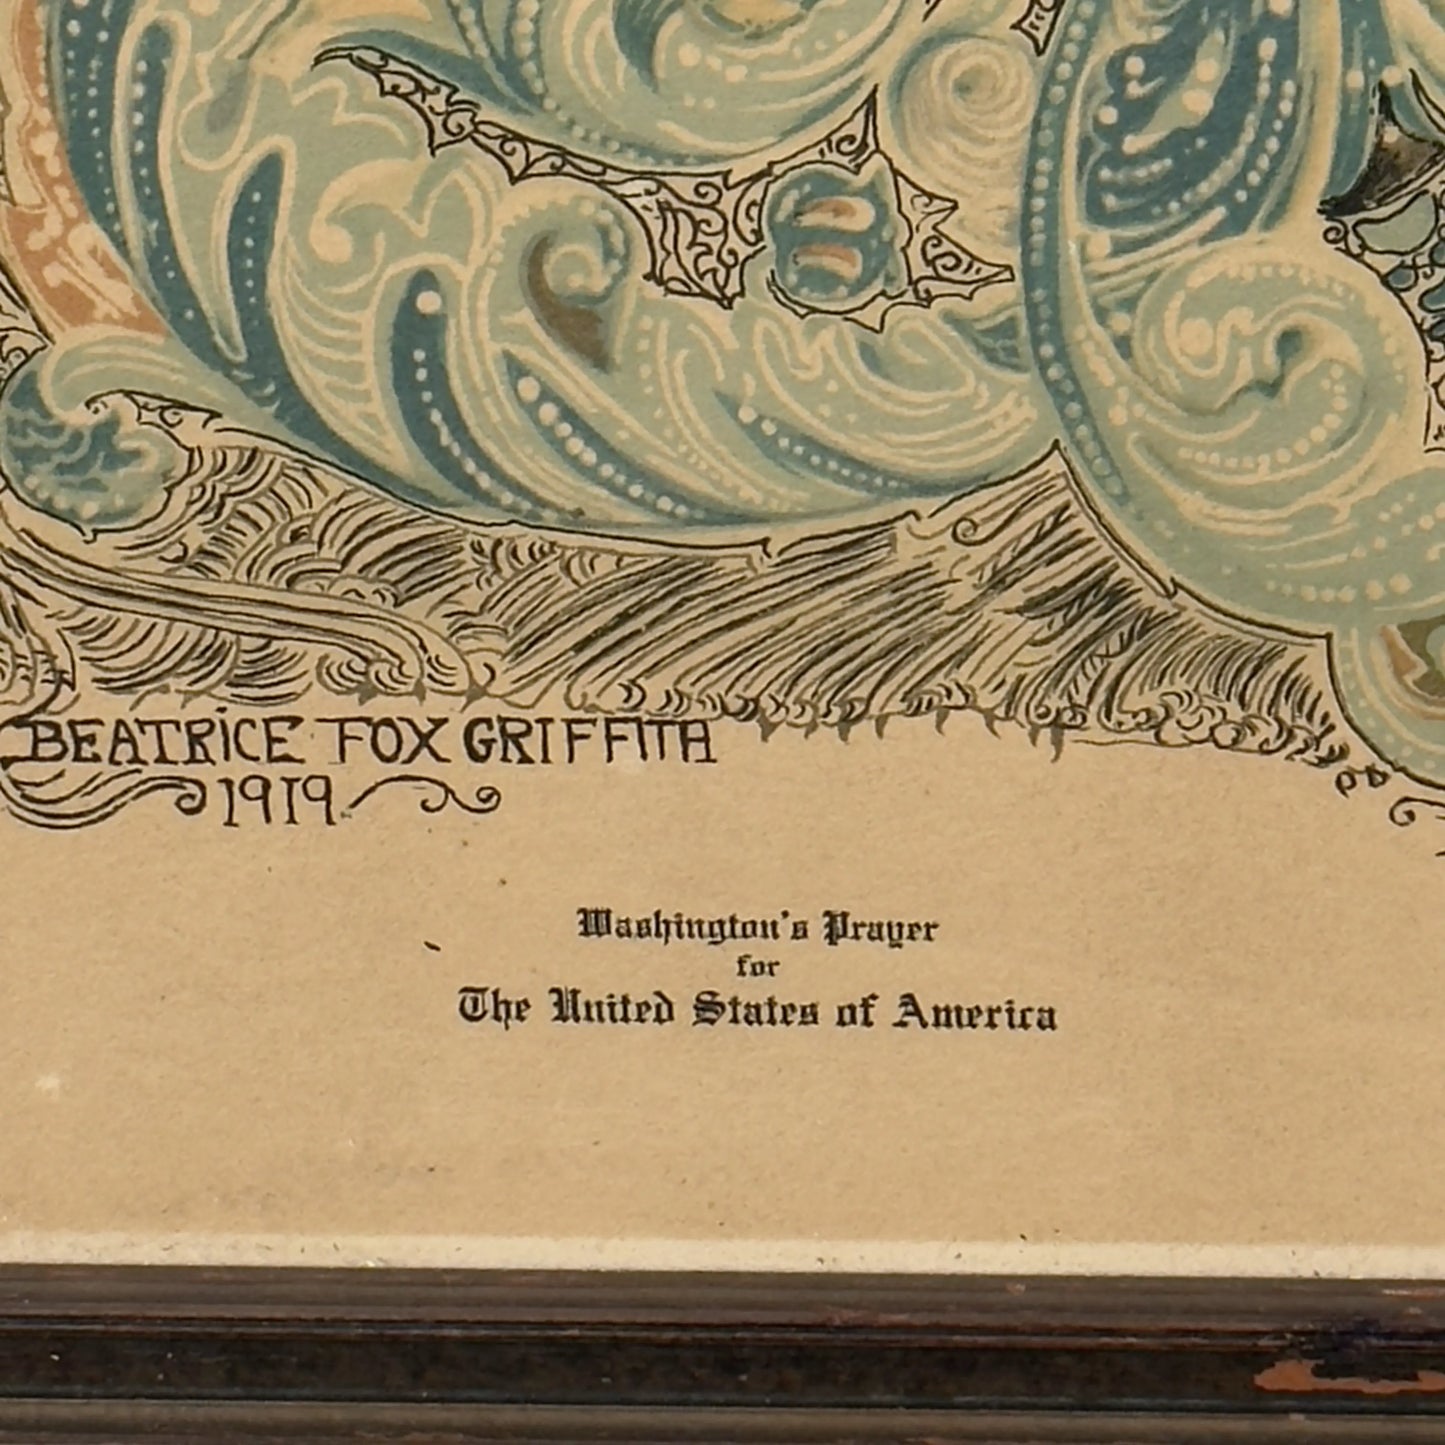 BEATRICE FOX GRIFFITH
1919
Washington's Prayer
for
The United States of America